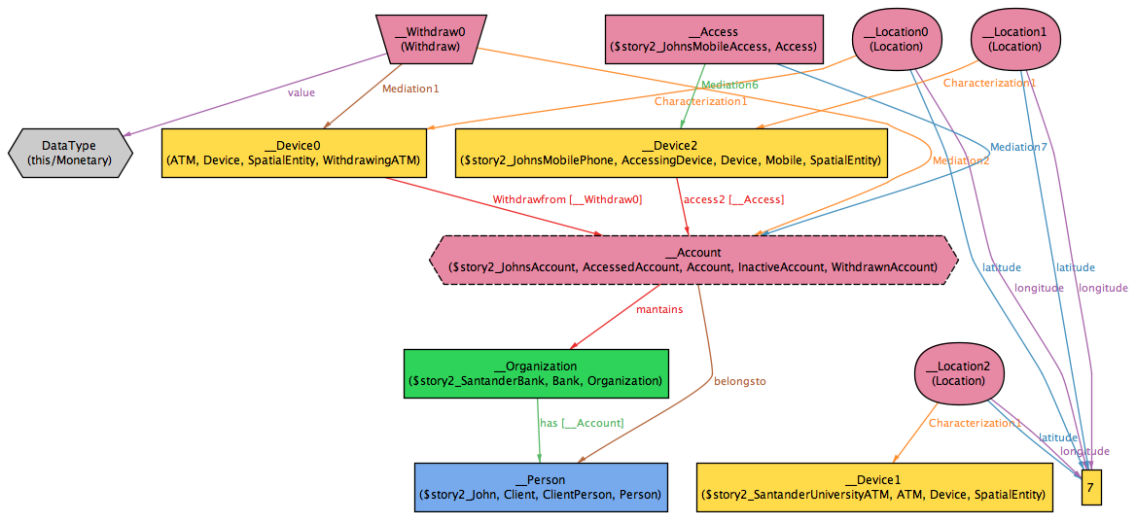 __Withdraw0
(Withdraw)
__Access
($story2_JohnsMobileAccess, Access)
__Location0
(Location)
__Location1
(Location)
value
Mediation1
Mediation6
Characterization1
Characterization1
DataType
(this/Monetary)
__Device0
(ATM, Device, SpatialEntity, WithdrawingATM)
__Device2
($story2_JohnsMobilePhone, AccessingDevice, Device, Mobile, SpatialEntity)
Mediation2
Mediation7
Withdrawfrom [__Withdraw0]
access2 [__Access]
__Account
($story2_JohnsAccount, AccessedAccount, Account, InactiveAccount, WithdrawnAccount)
latitude
latitude
longitude
longitude
mantains
__Organization
($story2_SantanderBank, Bank, Organization)
belongsto
__Location2
(Location)
has [__Account]
Characterization1
latitude
longitude
__Person
($story2_John, Client, ClientPerson, Person)
__Device1
($story2_SantanderUniversityATM, ATM, Device, SpatialEntity)
7